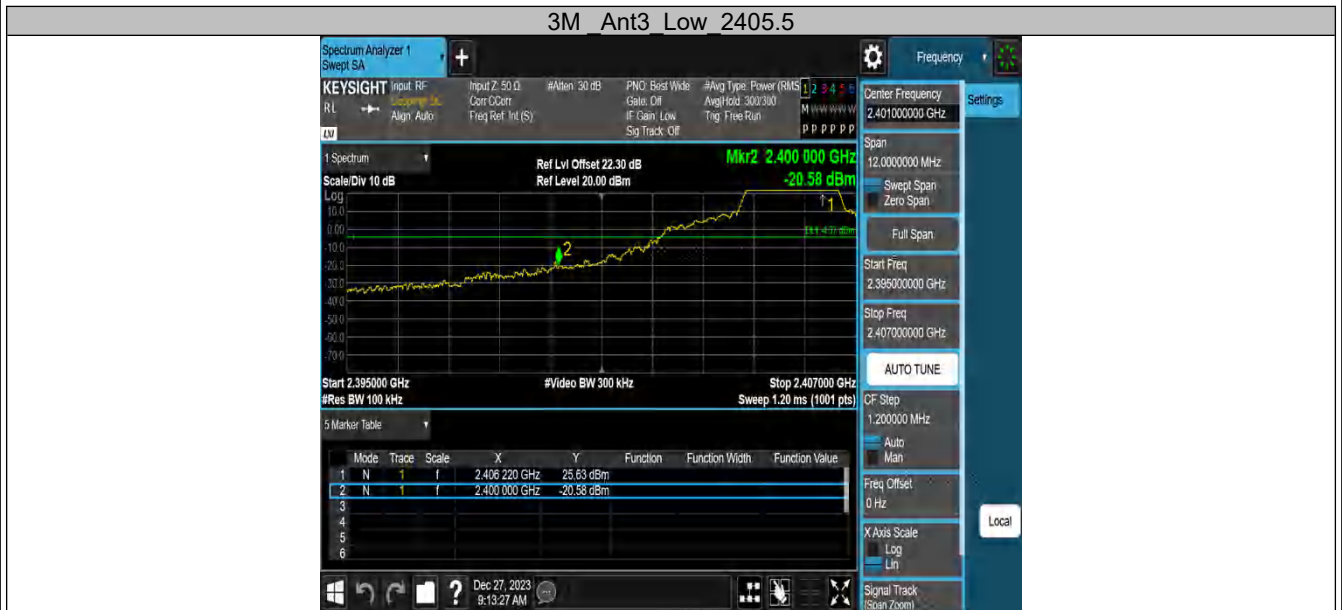 3M _Ant3_Low_2405.5
Spectrum Analyzer 1
Swept SA
+
Frequency
KEYSIGHT
RL
LXI
Input: RF
Align: Auto
Input Z: 50 Ω
Corr CCorr
Freq Ref: Int (S)
#Atten: 30 dB
PNO: Best Wide
Gate: Off
IF Gain: Low
Sig Track: Off
#Avg Type: Power (RMS
Avg|Hold: 300/300
Trig: Free Run
1 2 3 4 5 6
M W W W W W
P P P P P P
1 Spectrum
Scale/Div 10 dB
Ref Lvl Offset 22.30 dB
Ref Level 20.00 dBm
Mkr2 2.400 000 GHz
-20.58 dBm
Log
10.0
0.00
-10.0
-20.0
-30.0
-40.0
-50.0
-60.0
-70.0
1
2
Start 2.395000 GHz
#Res BW 100 kHz
#Video BW 300 kHz
Stop 2.407000 GHz
Sweep 1.20 ms (1001 pts)
5 Marker Table
Mode Trace Scale X Y Function Function Width Function Value
1 N 1 f 2.406 220 GHz 25.63 dBm
2 N 1 f 2.400 000 GHz -20.58 dBm
3
4
5
6
Dec 27, 2023
9:13:27 AM
?
Center Frequency
2.401000000 GHz
Settings
Span
12.0000000 MHz
Swept Span
Zero Span
Full Span
Start Freq
2.395000000 GHz
Stop Freq
2.407000000 GHz
AUTO TUNE
CF Step
1.200000 MHz
Auto
Man
Freq Offset
0 Hz
X Axis Scale
Log
Lin
Local
Signal Track
(Span Zoom)